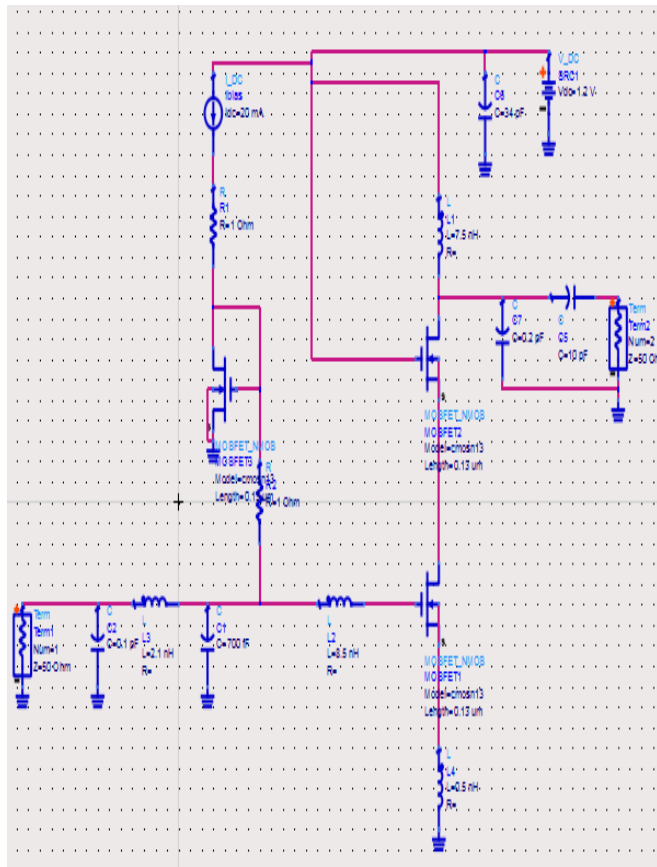 I_DC
Ibias
Idc=20 mA
R
R1
R=1 Ohm
C
C8
C=34 pF
V_DC
SRC1
Vdc=1.2 V
L
L1
L=7.5 nH
R=
C
C7
C=0.2 pF
C
C5
C=10 pF
Term
Term2
Num=2
Z=50 Oh
MOSFET_NMOS
MOSFET2
Model=cmosn13
Length=0.13 um
MOSFET_NMOS
MOSFET3
Model=cmosn13
R
R2
R=1 Ohm
Term
Term1
Num=1
Z=50 Ohm
C
C2
C=0.1 pF
L
L3
L=2.1 nH
R=
C
C1
C=700 fF
L
L2
L=8.5 nH
R=
MOSFET_NMOS
MOSFET1
Model=cmosn13
Length=0.13 um
L
L4
L=0.5 nH
R=